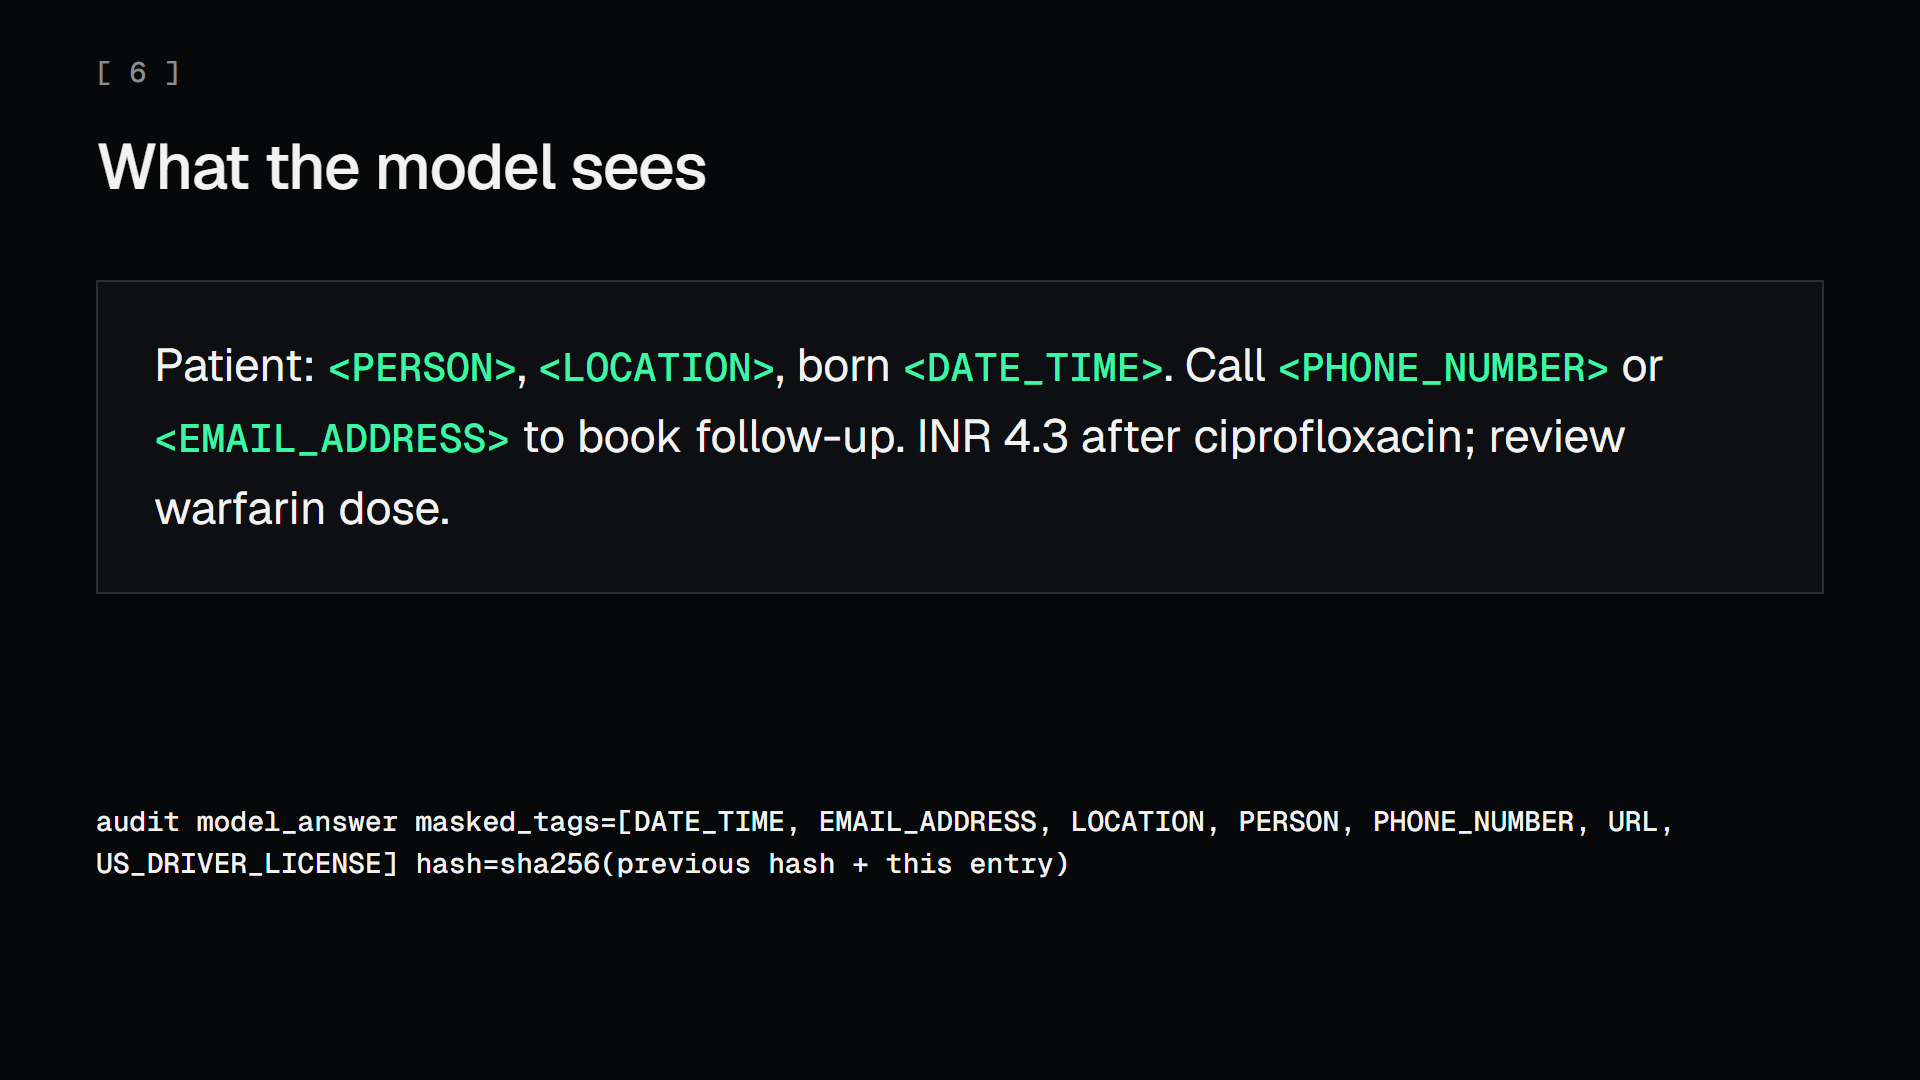 [ 6 ]
What the model sees
Patient: <PERSON>, <LOCATION>, born <DATE_TIME>. Call <PHONE_NUMBER> or
<EMAIL_ADDRESS> to book follow-up. INR 4.3 after ciprofloxacin; review
warfarin dose.
audit model_answer masked_tags=[DATE_TIME, EMAIL_ADDRESS, LOCATION, PERSON, PHONE_NUMBER, URL,
US_DRIVER_LICENSE] hash=sha256(previous hash + this entry)